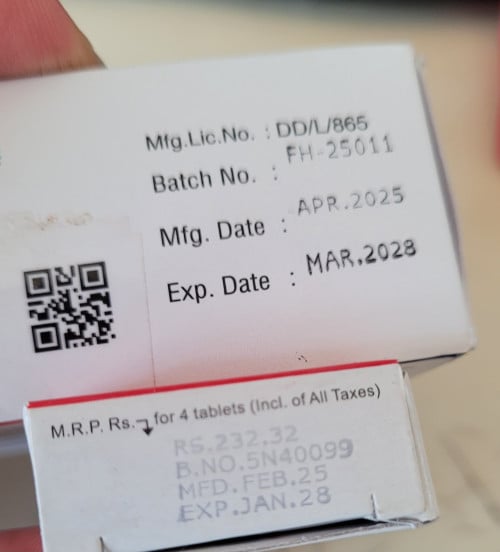 Mfg.Lic.No. : DD/L/865
Batch No. : FH-25011
Mfg. Date : APR.2025
Exp. Date : MAR.2028
M.R.P. Rs. for 4 tablets (Incl. of All Taxes)
RS.232.32
B.NO.5N40099
MFD.FEB.25
EXP.JAN.28